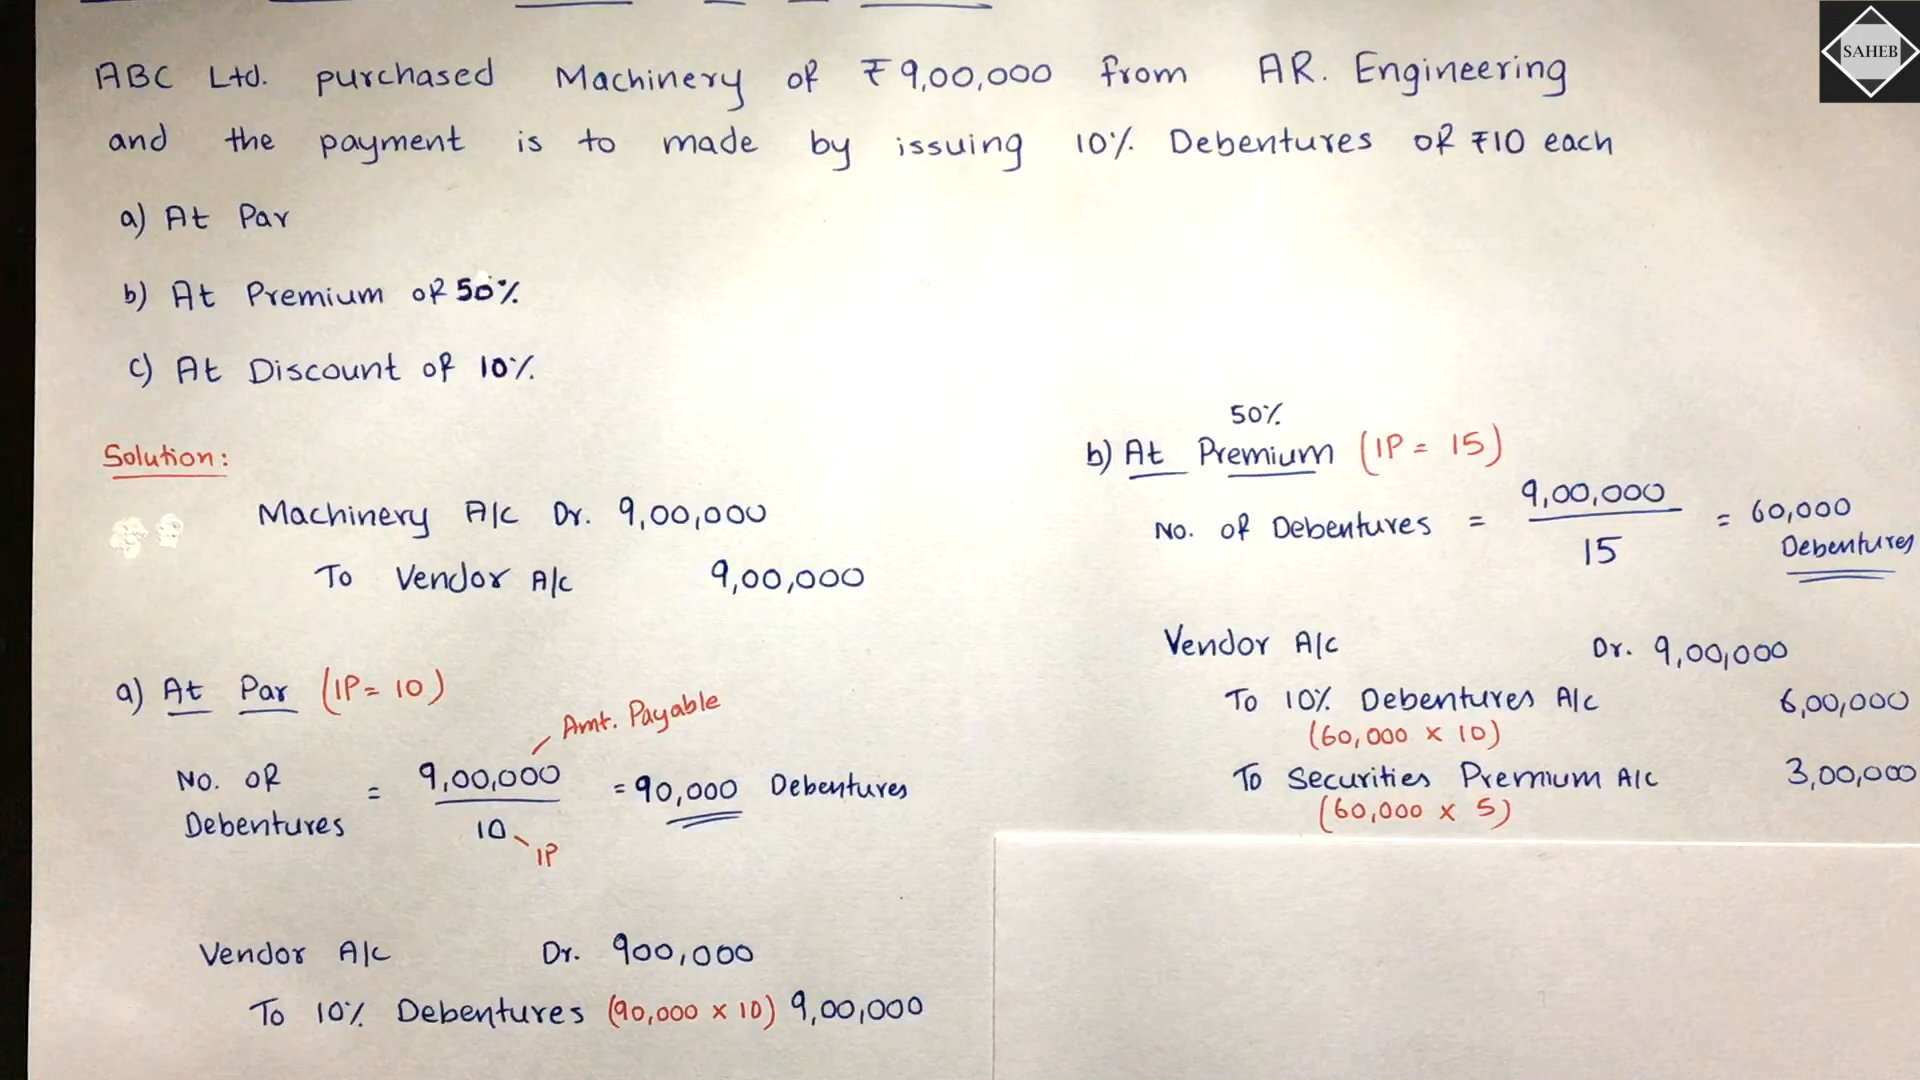 SAHEB
ABC Ltd. purchased Machinery of ₹9,00,000 from AR. Engineering
and the payment is to made by issuing 10% Debentures of ₹10 each
a) At Par
b) At Premium of 50%
c) At Discount of 10%
Solution:
Machinery A/c Dr. 9,00,000
To Vendor A/c 9,00,000
a) At Par (IP = 10)
Amt. Payable
No. of Debentures = 9,00,000 / 10 = 90,000 Debentures
IP
Vendor A/c Dr. 900,000
To 10% Debentures (90,000 x 10) 9,00,000
50%
b) At Premium (IP = 15)
No. of Debentures = 9,00,000 / 15 = 60,000
Debentures
Vendor A/c Dr. 9,00,000
To 10% Debentures A/c 6,00,000
(60,000 x 10)
To Securities Premium A/c 3,00,000
(60,000 x 5)